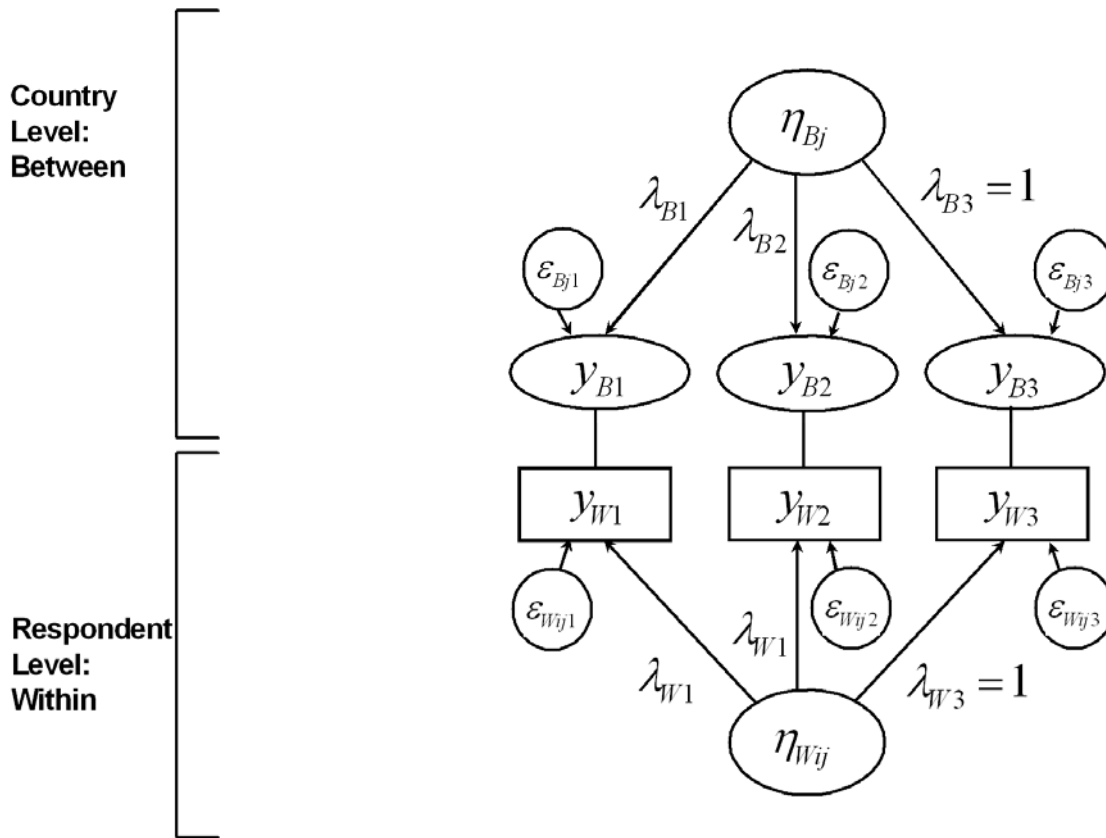 Country
Level:
Between
η_Bj
λ_B1
λ_B2
λ_B3 = 1
ε_Bj1
ε_Bj2
ε_Bj3
y_B1
y_B2
y_B3
y_W1
y_W2
y_W3
ε_Wij1
ε_Wij2
ε_Wij3
Respondent
Level:
Within
λ_W1
λ_W1
λ_W3 = 1
η_Wij